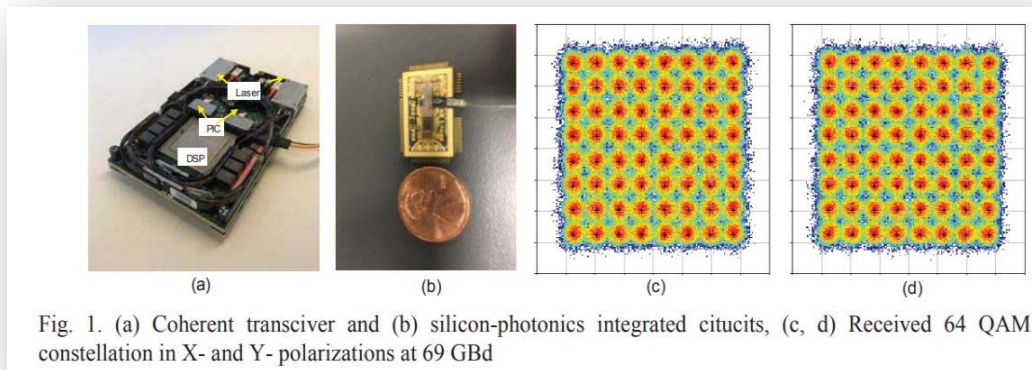 Laser
PIC
DSP
(a)
(b)
(c)
(d)
Fig. 1. (a) Coherent transciver and (b) silicon-photonics integrated citucits, (c, d) Received 64 QAM
constellation in X- and Y- polarizations at 69 GBd